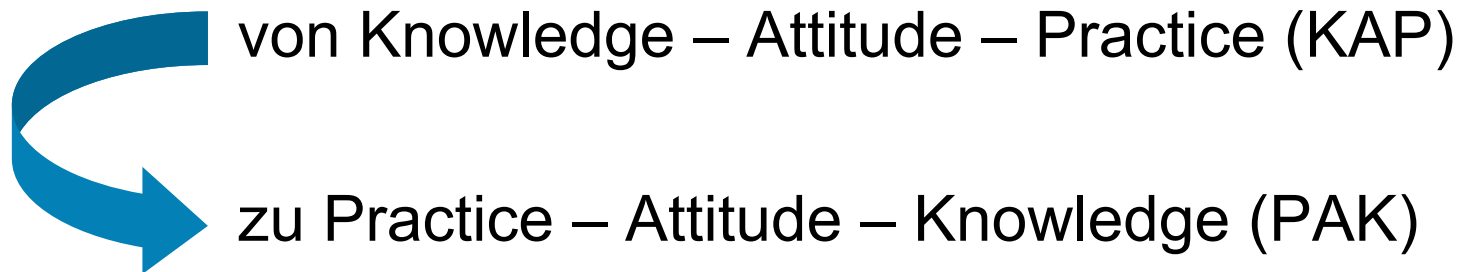 von Knowledge – Attitude – Practice (KAP)
zu Practice – Attitude – Knowledge (PAK)